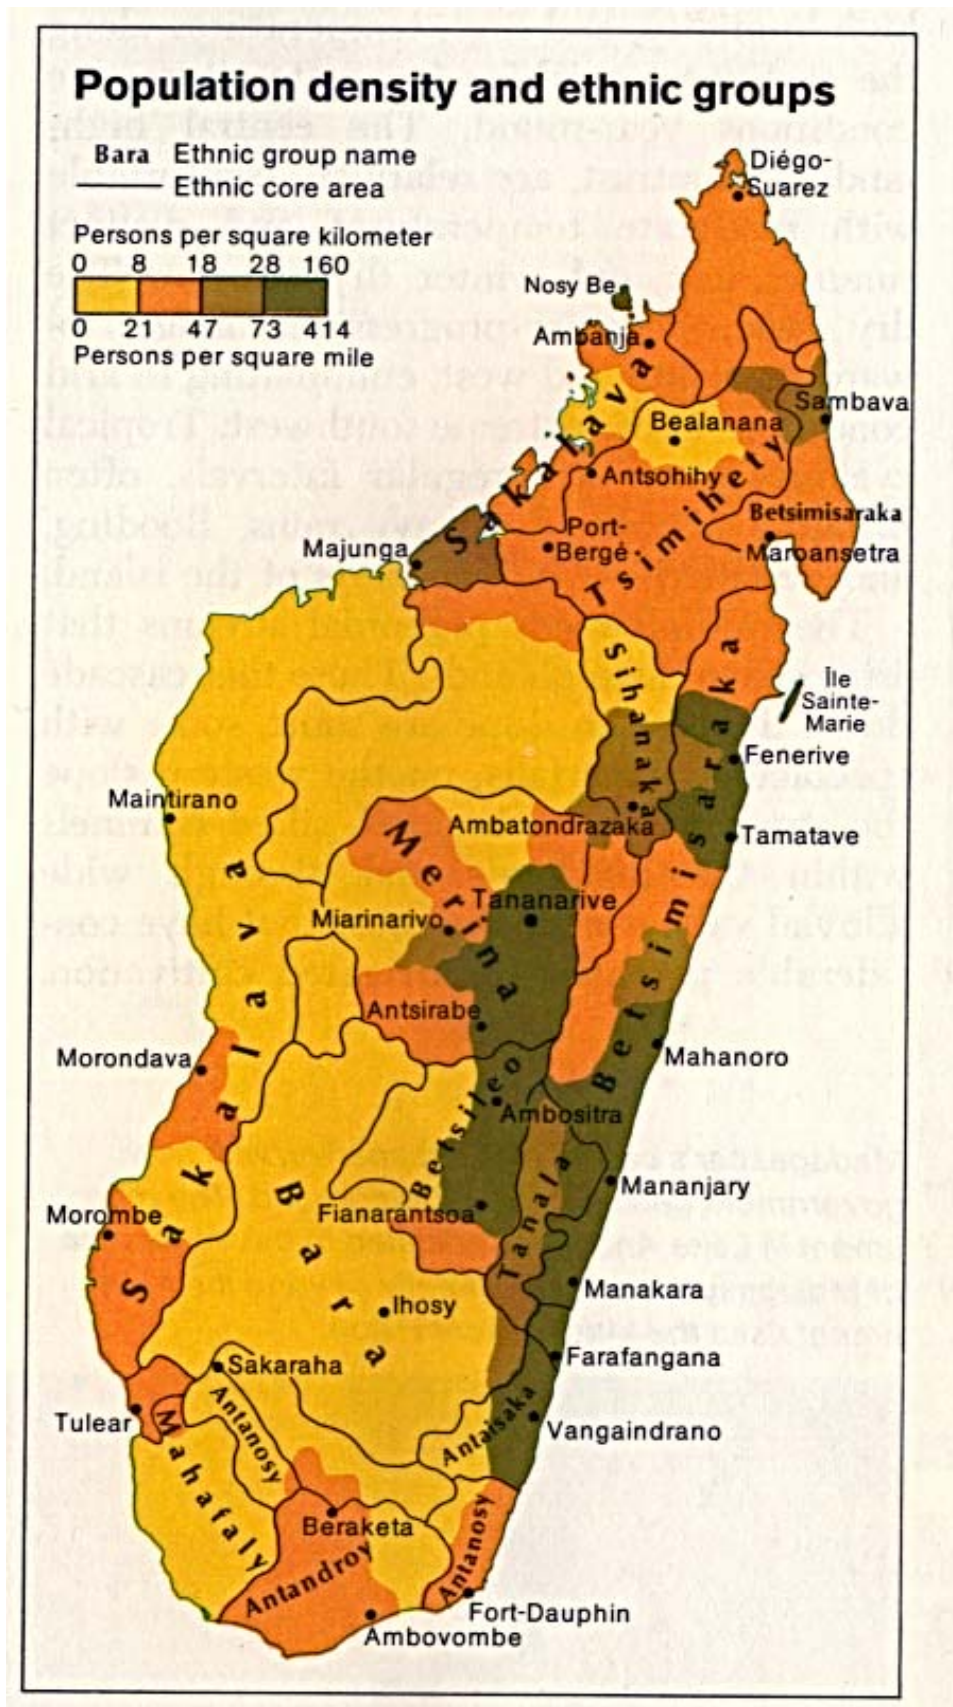 Population density and ethnic groups
Bara Ethnic group name
Ethnic core area
Persons per square kilometer
0 8 18 28 160
0 21 47 73 414
Persons per square mile
Diégo-
Suarez
Nosy Be
Ambanja
Sambava
Bealanana
Sakalava
Antsohihy
Tsimihety
Betsimisaraka
Port-
Bergé
Maroansetra
Majunga
Sihanaka
Île
Sainte-
Marie
Fenerive
Maintirano
Ambatondrazaka
Tamatave
Merina
Betsimisaraka
Tananarive
Miarinarivo
Antsirabe
Sakalava
Morondava
Mahanoro
Betsileo
Ambositra
Tanala
Mananjary
Bara
Morombe
Fianarantsoa
Manakara
Ihosy
Sakaraha
Farafangana
Tulear
Antanosy
Antaisaka
Vangaindrano
Mahafaly
Beraketa
Antandroy
Antanosy
Fort-Dauphin
Ambovombe